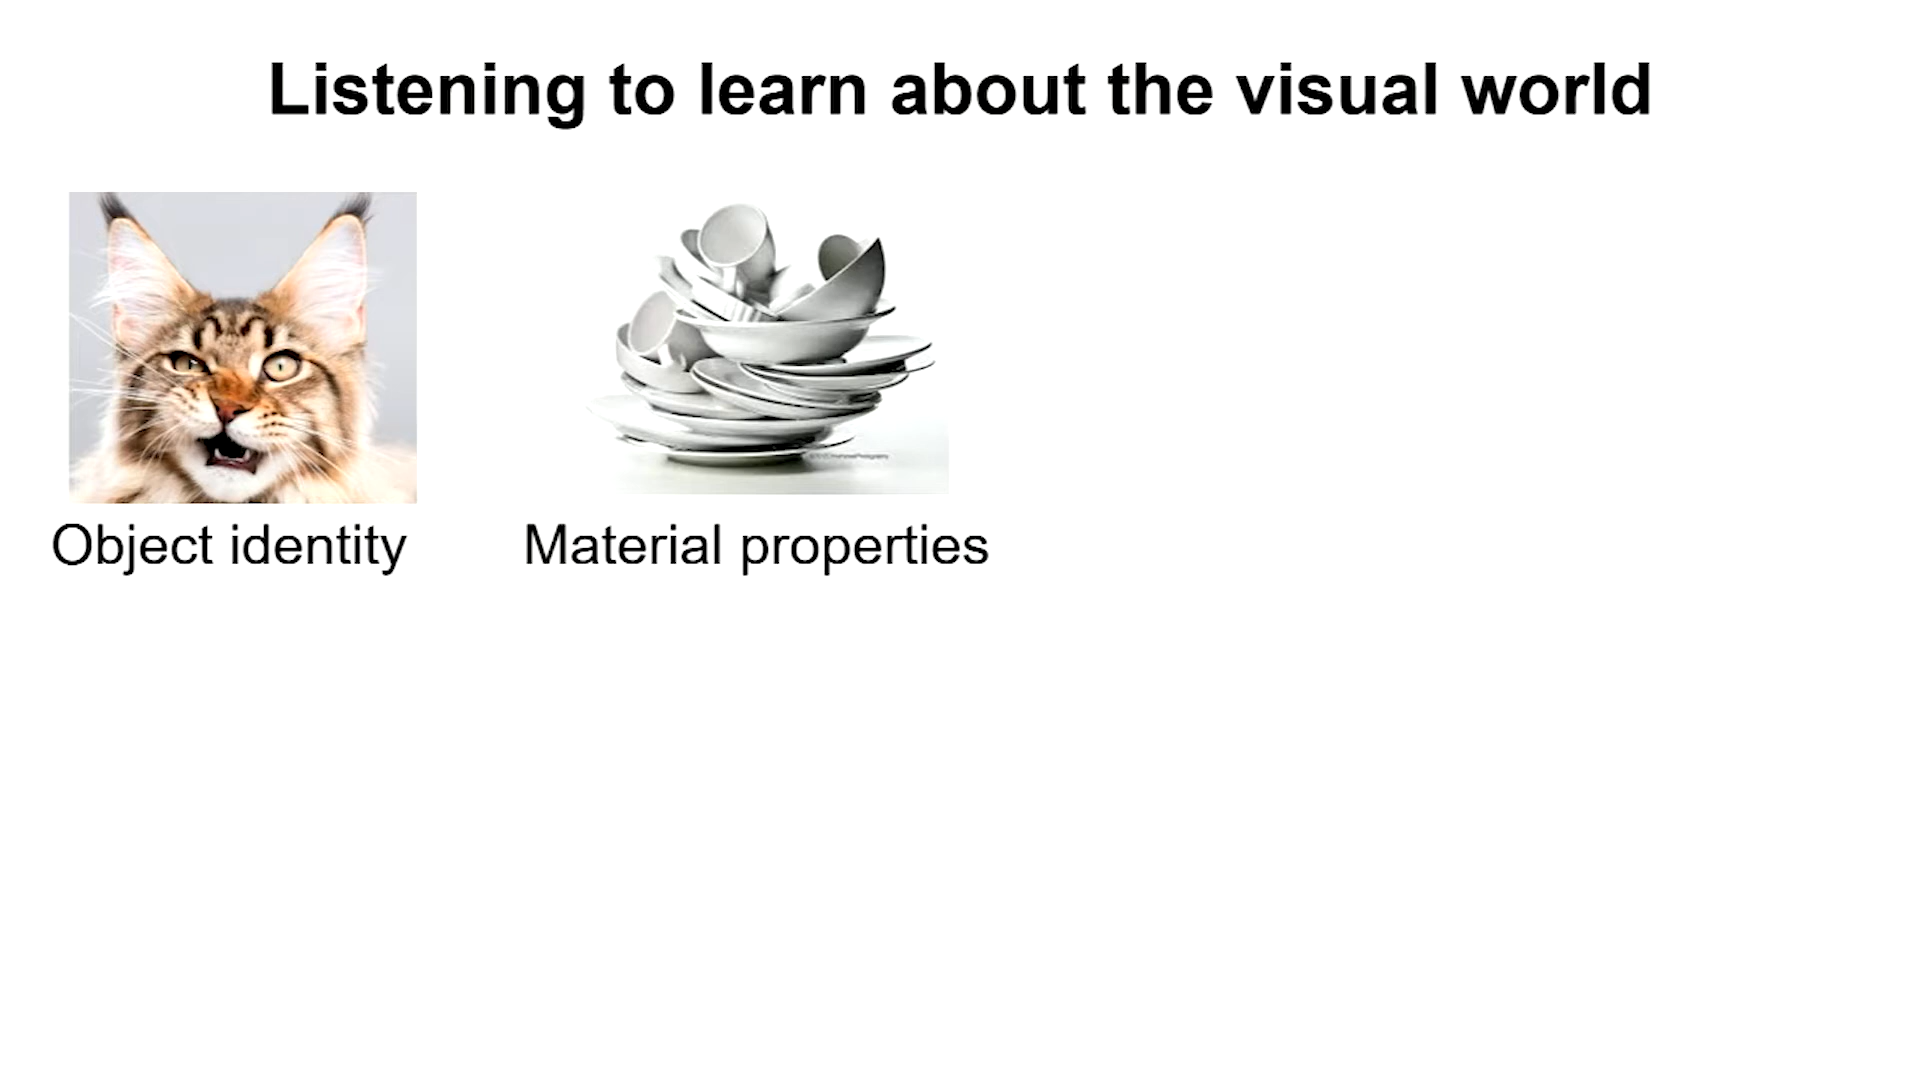 Listening to learn about the visual world
Object identity
Material properties